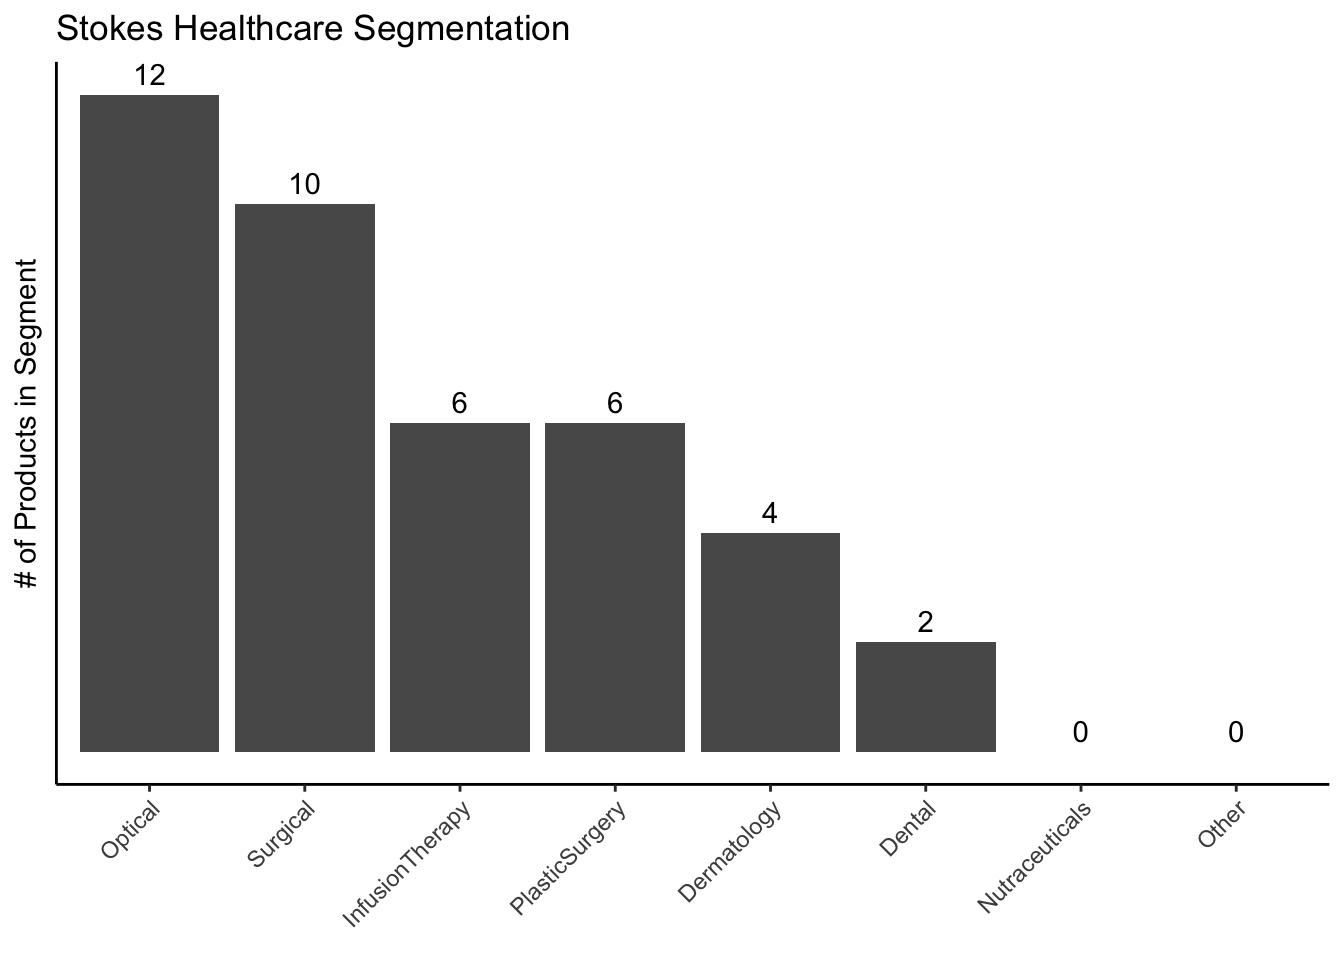 Stokes Healthcare Segmentation
# of Products in Segment
12
10
6
6
4
2
0
0
Optical
Surgical
InfusionTherapy
PlasticSurgery
Dermatology
Dental
Nutraceuticals
Other